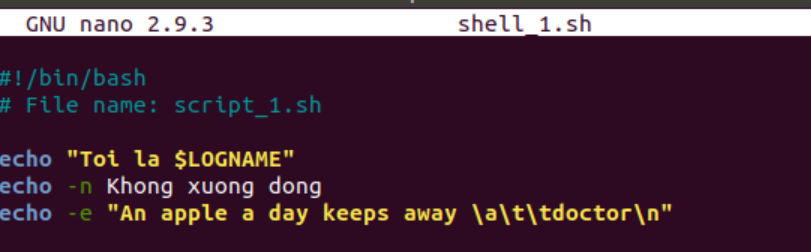 GNU nano 2.9.3 shell_1.sh
#!/bin/bash
# File name: script_1.sh
echo "Toi la $LOGNAME"
echo -n Khong xuong dong
echo -e "An apple a day keeps away \a\t\tdoctor\n"